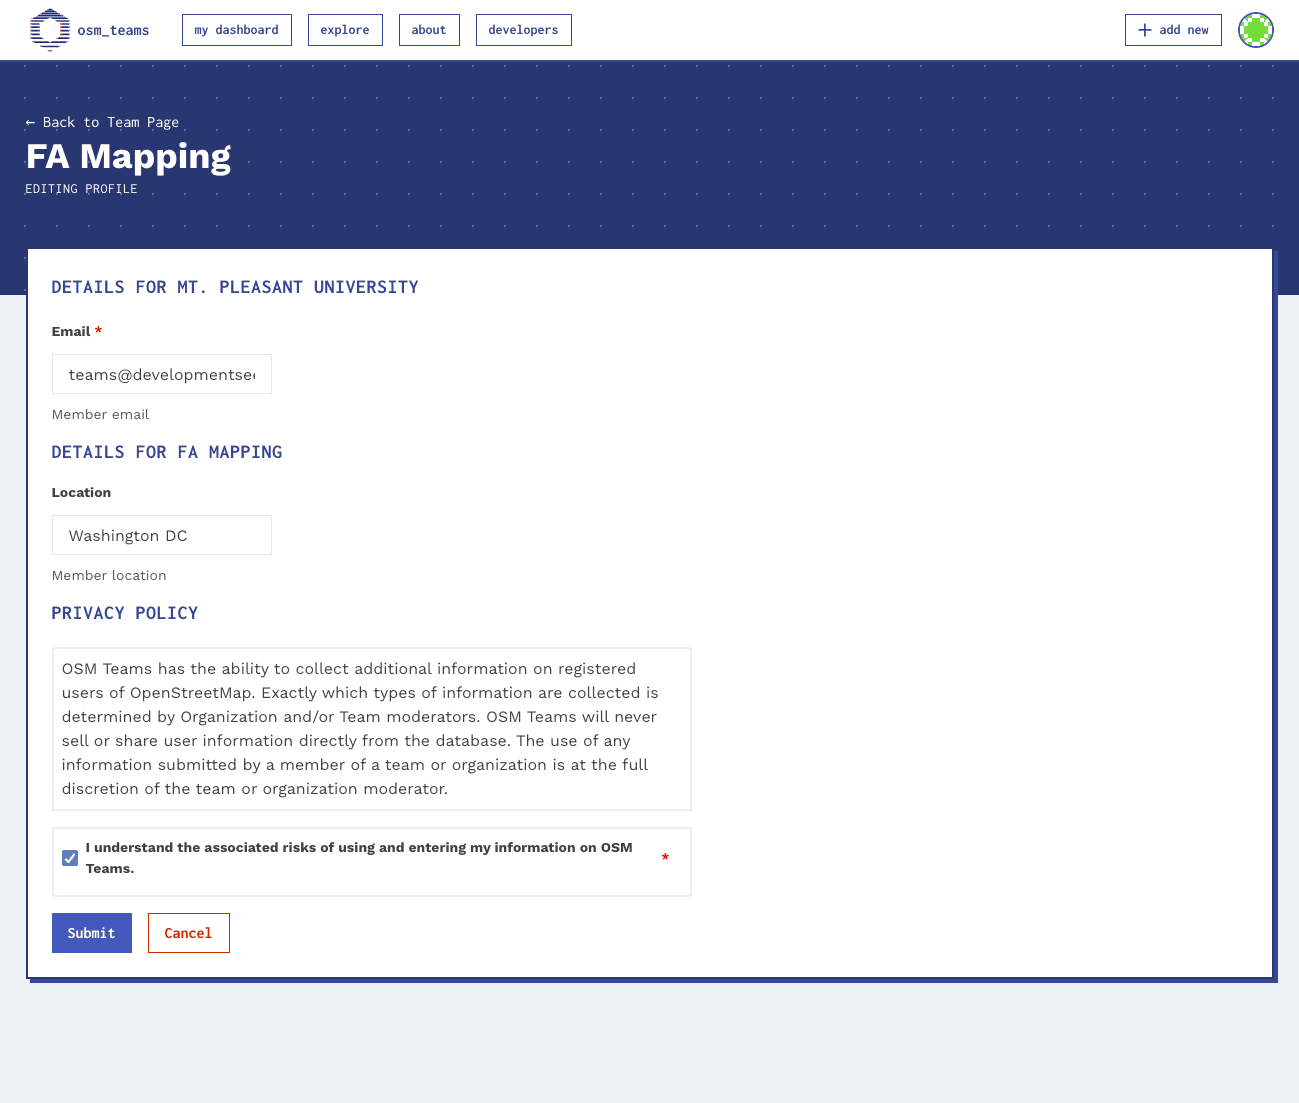 osm_teams
my dashboard
explore
about
developers
+ add new
← Back to Team Page
FA Mapping
EDITING PROFILE
DETAILS FOR MT. PLEASANT UNIVERSITY
Email *
teams@developmentsee
Member email
DETAILS FOR FA MAPPING
Location
Washington DC
Member location
PRIVACY POLICY
OSM Teams has the ability to collect additional information on registered
users of OpenStreetMap. Exactly which types of information are collected is
determined by Organization and/or Team moderators. OSM Teams will never
sell or share user information directly from the database. The use of any
information submitted by a member of a team or organization is at the full
discretion of the team or organization moderator.
I understand the associated risks of using and entering my information on OSM
Teams. *
Submit
Cancel